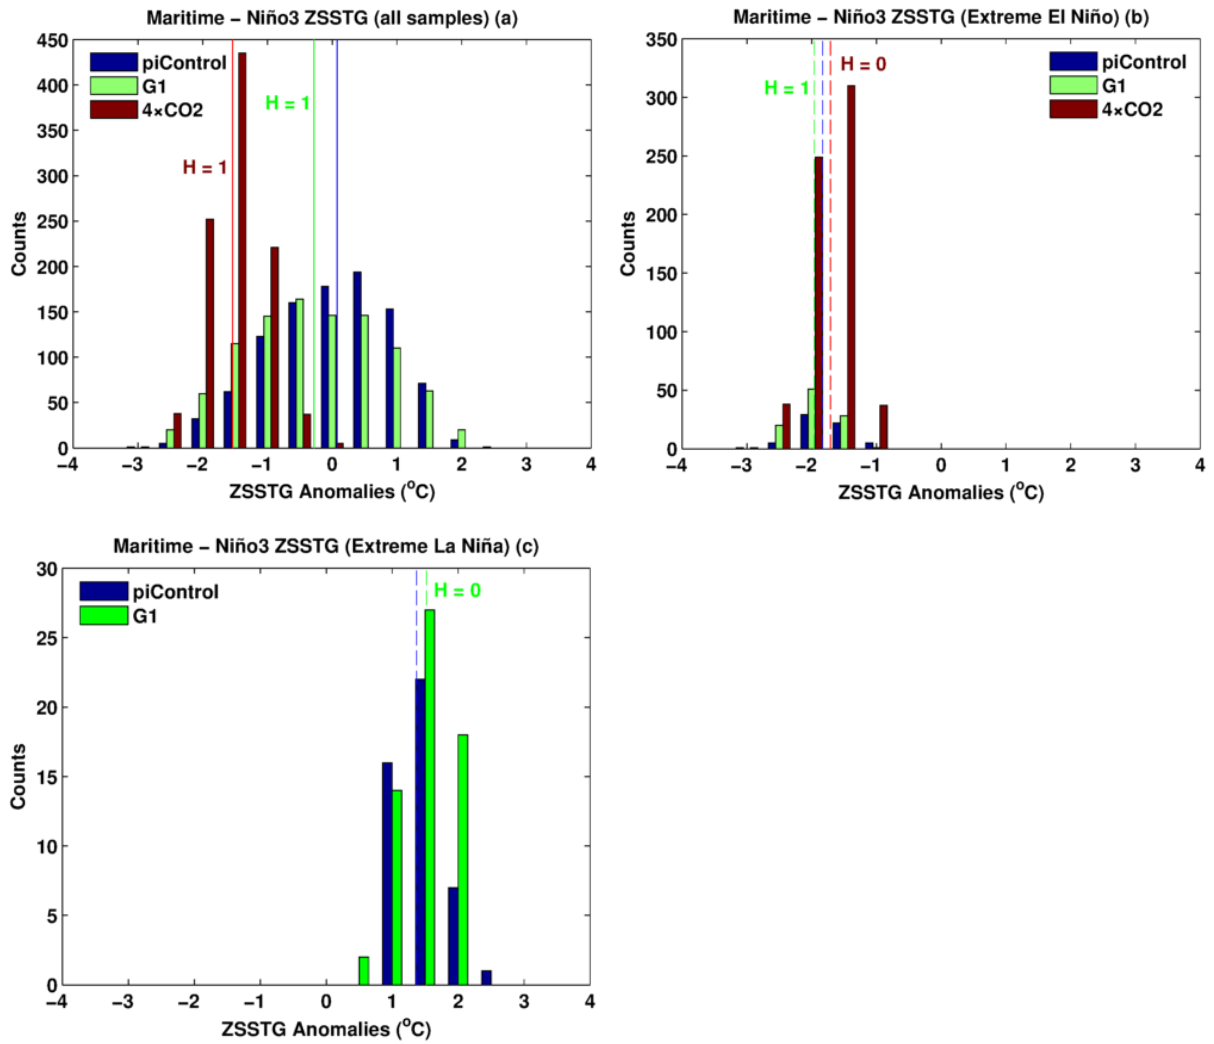 Maritime − Niño3 ZSSTG (all samples) (a)
450
400
350
300
250
200
150
100
50
0
Counts
piControl
G1
4×CO2
H = 1
H = 1
−4 −3 −2 −1 0 1 2 3 4
ZSSTG Anomalies (°C)
Maritime − Niño3 ZSSTG (Extreme El Niño) (b)
350
300
250
200
150
100
50
0
Counts
H = 1
H = 0
piControl
G1
4×CO2
−4 −3 −2 −1 0 1 2 3 4
ZSSTG Anomalies (°C)
Maritime − Niño3 ZSSTG (Extreme La Niña) (c)
30
25
20
15
10
5
0
Counts
piControl
G1
H = 0
−4 −3 −2 −1 0 1 2 3 4
ZSSTG Anomalies (°C)